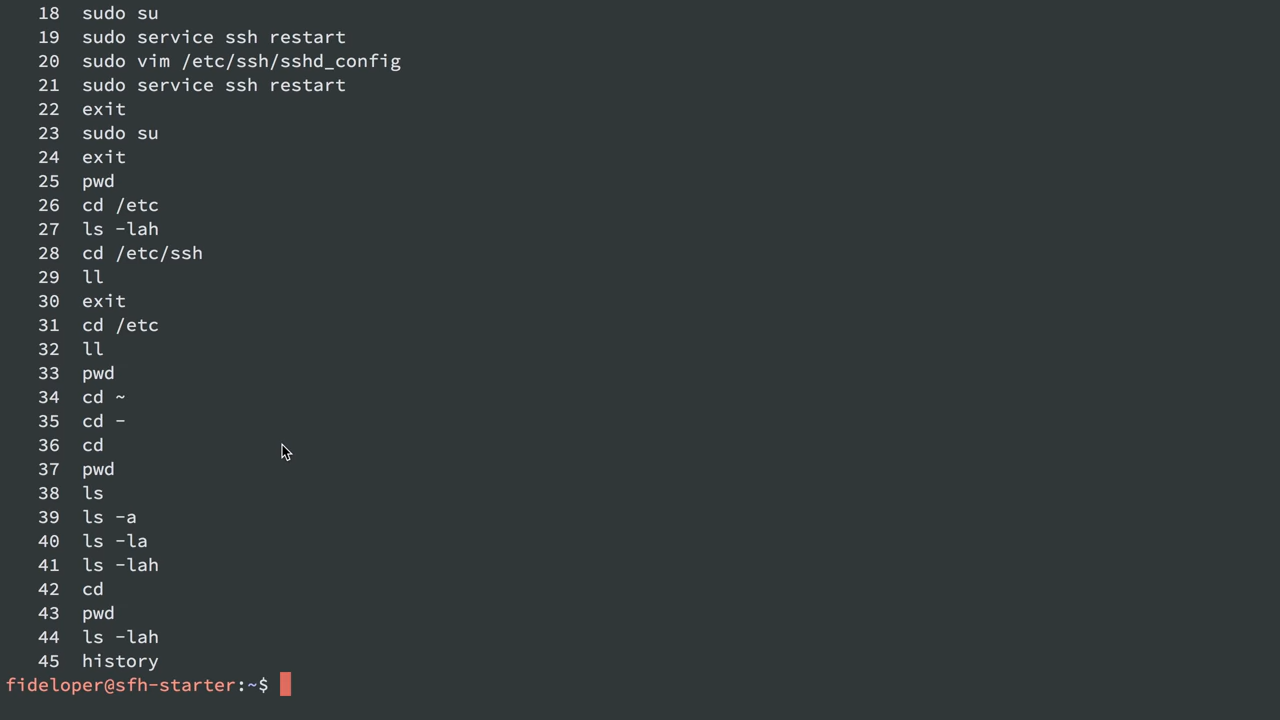 18 sudo su
19 sudo service ssh restart
20 sudo vim /etc/ssh/sshd_config
21 sudo service ssh restart
22 exit
23 sudo su
24 exit
25 pwd
26 cd /etc
27 ls -lah
28 cd /etc/ssh
29 ll
30 exit
31 cd /etc
32 ll
33 pwd
34 cd ~
35 cd -
36 cd
37 pwd
38 ls
39 ls -a
40 ls -la
41 ls -lah
42 cd
43 pwd
44 ls -lah
45 history
fideloper@sfh-starter:~$